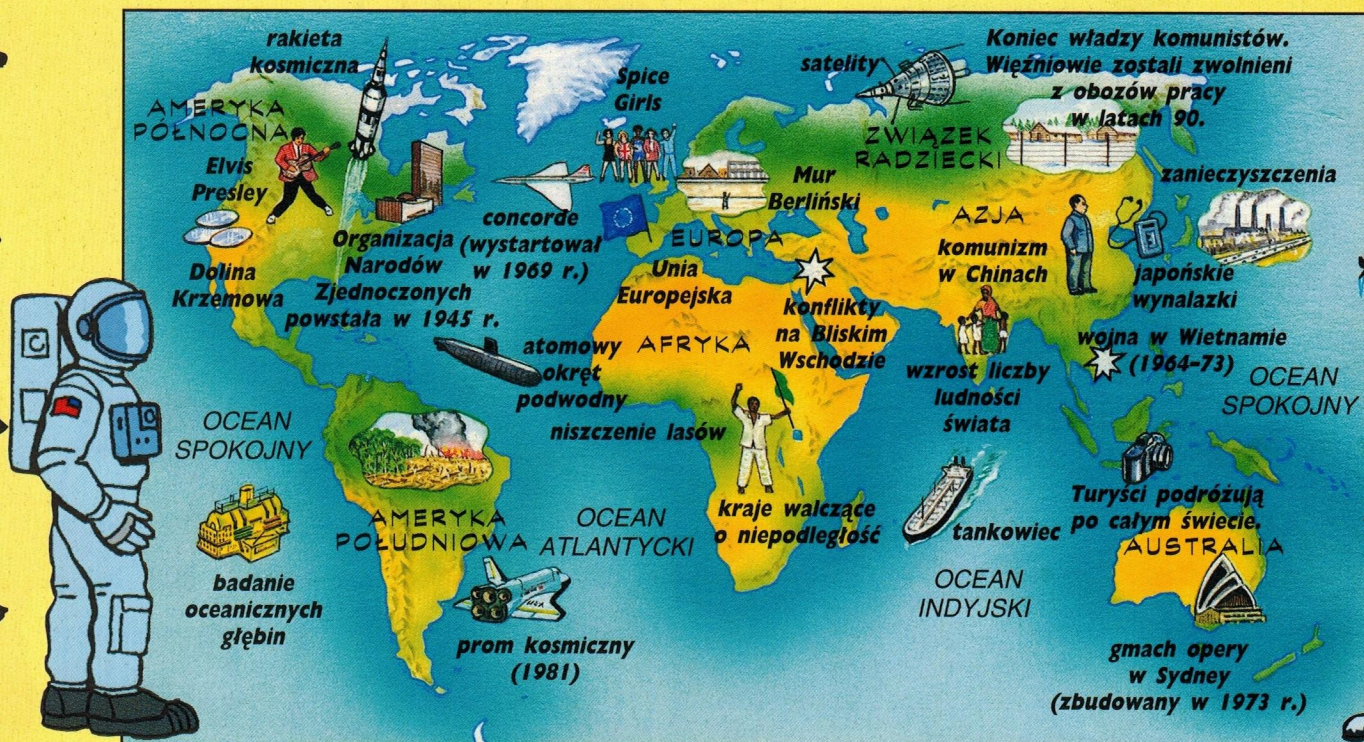 rakieta
kosmiczna
AMERYKA
PÓŁNOCNA
Elvis
Presley
Dolina
Krzemowa
Organizacja
Narodów
Zjednoczonych
powstała w 1945 r.
concorde
(wystartował
w 1969 r.)
Spice
Girls
satelity
Koniec władzy komunistów.
Więźniowie zostali zwolnieni
z obozów pracy
w latach 90.
ZWIĄZEK
RADZIECKI
Mur
Berliński
EUROPA
Unia
Europejska
AZJA
komunizm
w Chinach
zanieczyszczenia
japońskie
wynalazki
konflikty
na Bliskim
Wschodzie
AFRYKA
atomowy
okręt
podwodny
niszczenie lasów
wzrost liczby
ludności
świata
wojna w Wietnamie
(1964–73)
OCEAN
SPOKOJNY
OCEAN
SPOKOJNY
badanie
oceanicznych
głębin
AMERYKA
POŁUDNIOWA
OCEAN
ATLANTYCKI
prom kosmiczny
(1981)
kraje walczące
o niepodległość
tankowiec
OCEAN
INDYJSKI
Turyści podróżują
po całym świecie.
AUSTRALIA
gmach opery
w Sydney
(zbudowany w 1973 r.)